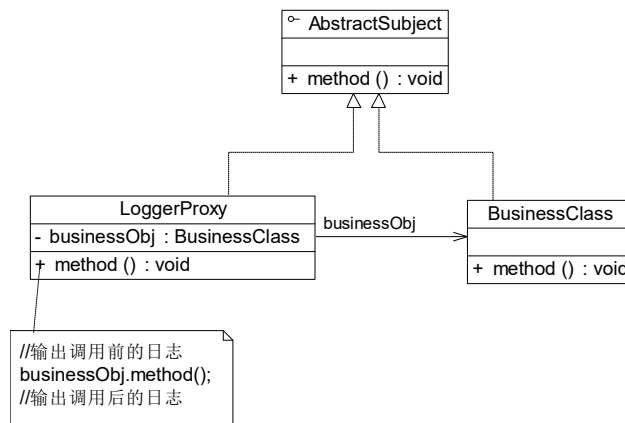 AbstractSubject
+ method () : void
LoggerProxy
- businessObj : BusinessClass
+ method () : void
businessObj
BusinessClass
+ method () : void
//输出调用前的日志
businessObj.method();
//输出调用后的日志